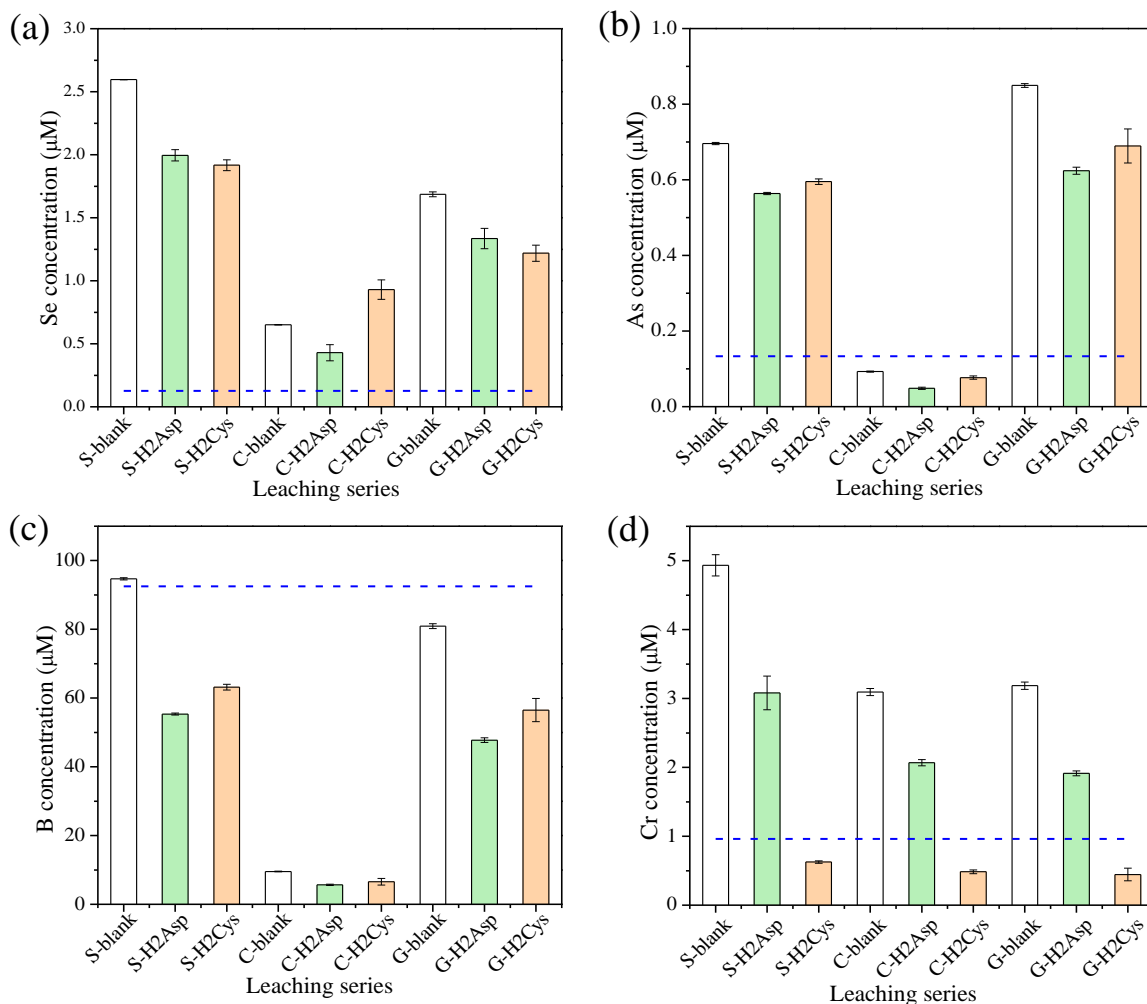 (a)
Se concentration (μM)
3.0
2.5
2.0
1.5
1.0
0.5
0.0
S-blank
S-H2Asp
S-H2Cys
C-blank
C-H2Asp
C-H2Cys
G-blank
G-H2Asp
G-H2Cys
Leaching series
(b)
As concentration (μM)
1.0
0.8
0.6
0.4
0.2
0.0
S-blank
S-H2Asp
S-H2Cys
C-blank
C-H2Asp
C-H2Cys
G-blank
G-H2Asp
G-H2Cys
Leaching series
(c)
B concentration (μM)
100
80
60
40
20
0
S-blank
S-H2Asp
S-H2Cys
C-blank
C-H2Asp
C-H2Cys
G-blank
G-H2Asp
G-H2Cys
Leaching series
(d)
Cr concentration (μM)
5
4
3
2
1
0
S-blank
S-H2Asp
S-H2Cys
C-blank
C-H2Asp
C-H2Cys
G-blank
G-H2Asp
G-H2Cys
Leaching series